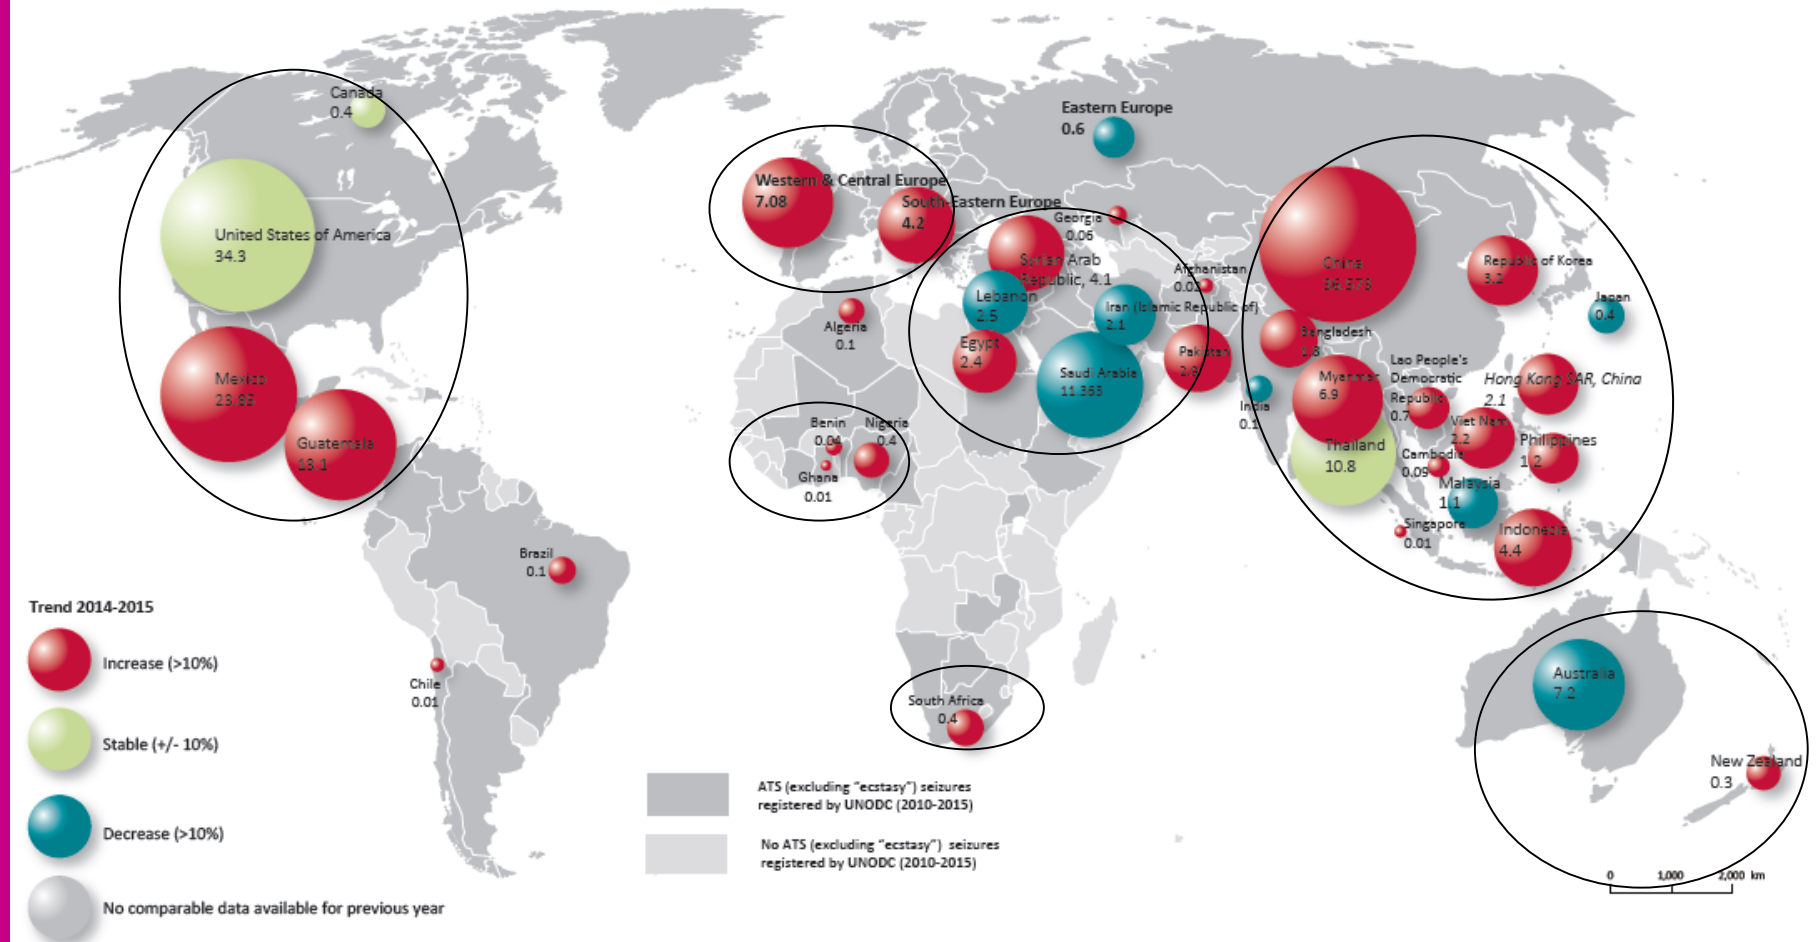 Canada
0.4
United States of America
34.3
Mexico
23.93
Guatemala
13.1
Brazil
0.1
Chile
0.01
Western & Central Europe
7.08
South-Eastern Europe
4.2
Eastern Europe
0.6
Georgia
0.06
Syrian Arab
Republic, 4.1
Lebanon
2.5
Iran (Islamic Republic of)
2.1
Afghanistan
0.02
Egypt
2.4
Saudi Arabia
11.363
Pakistan
2.8
Algeria
0.1
Benin
0.04
Nigeria
0.4
Ghana
0.01
South Africa
0.4
China
36.573
Republic of Korea
3.2
Japan
0.4
Bangladesh
1.8
India
0.1
Myanmar
6.9
Lao People's
Democratic
Republic
0.7
Hong Kong SAR, China
2.1
Viet Nam
2.2
Thailand
10.8
Cambodia
0.09
Philippines
1.2
Malaysia
1.1
Singapore
0.01
Indonesia
4.4
Australia
7.2
New Zealand
0.3
Trend 2014-2015
Increase (>10%)
Stable (+/- 10%)
Decrease (>10%)
No comparable data available for previous year
ATS (excluding “ecstasy”) seizures
registered by UNODC (2010-2015)
No ATS (excluding “ecstasy”) seizures
registered by UNODC (2010-2015)
0 1,000 2,000 km